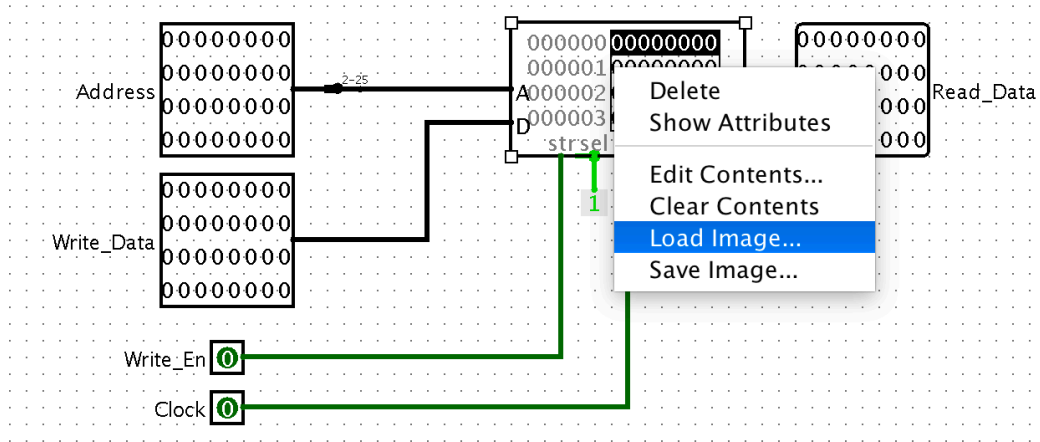 Address
00000000
00000000
00000000
00000000
2-25
000000 00000000
000001 00000000
A 000002
D 000003
str sel
1
00000000
000
000
000
Read_Data
Delete
Show Attributes
Edit Contents...
Clear Contents
Load Image...
Save Image...
Write_Data
00000000
00000000
00000000
00000000
Write_En 0
Clock 0